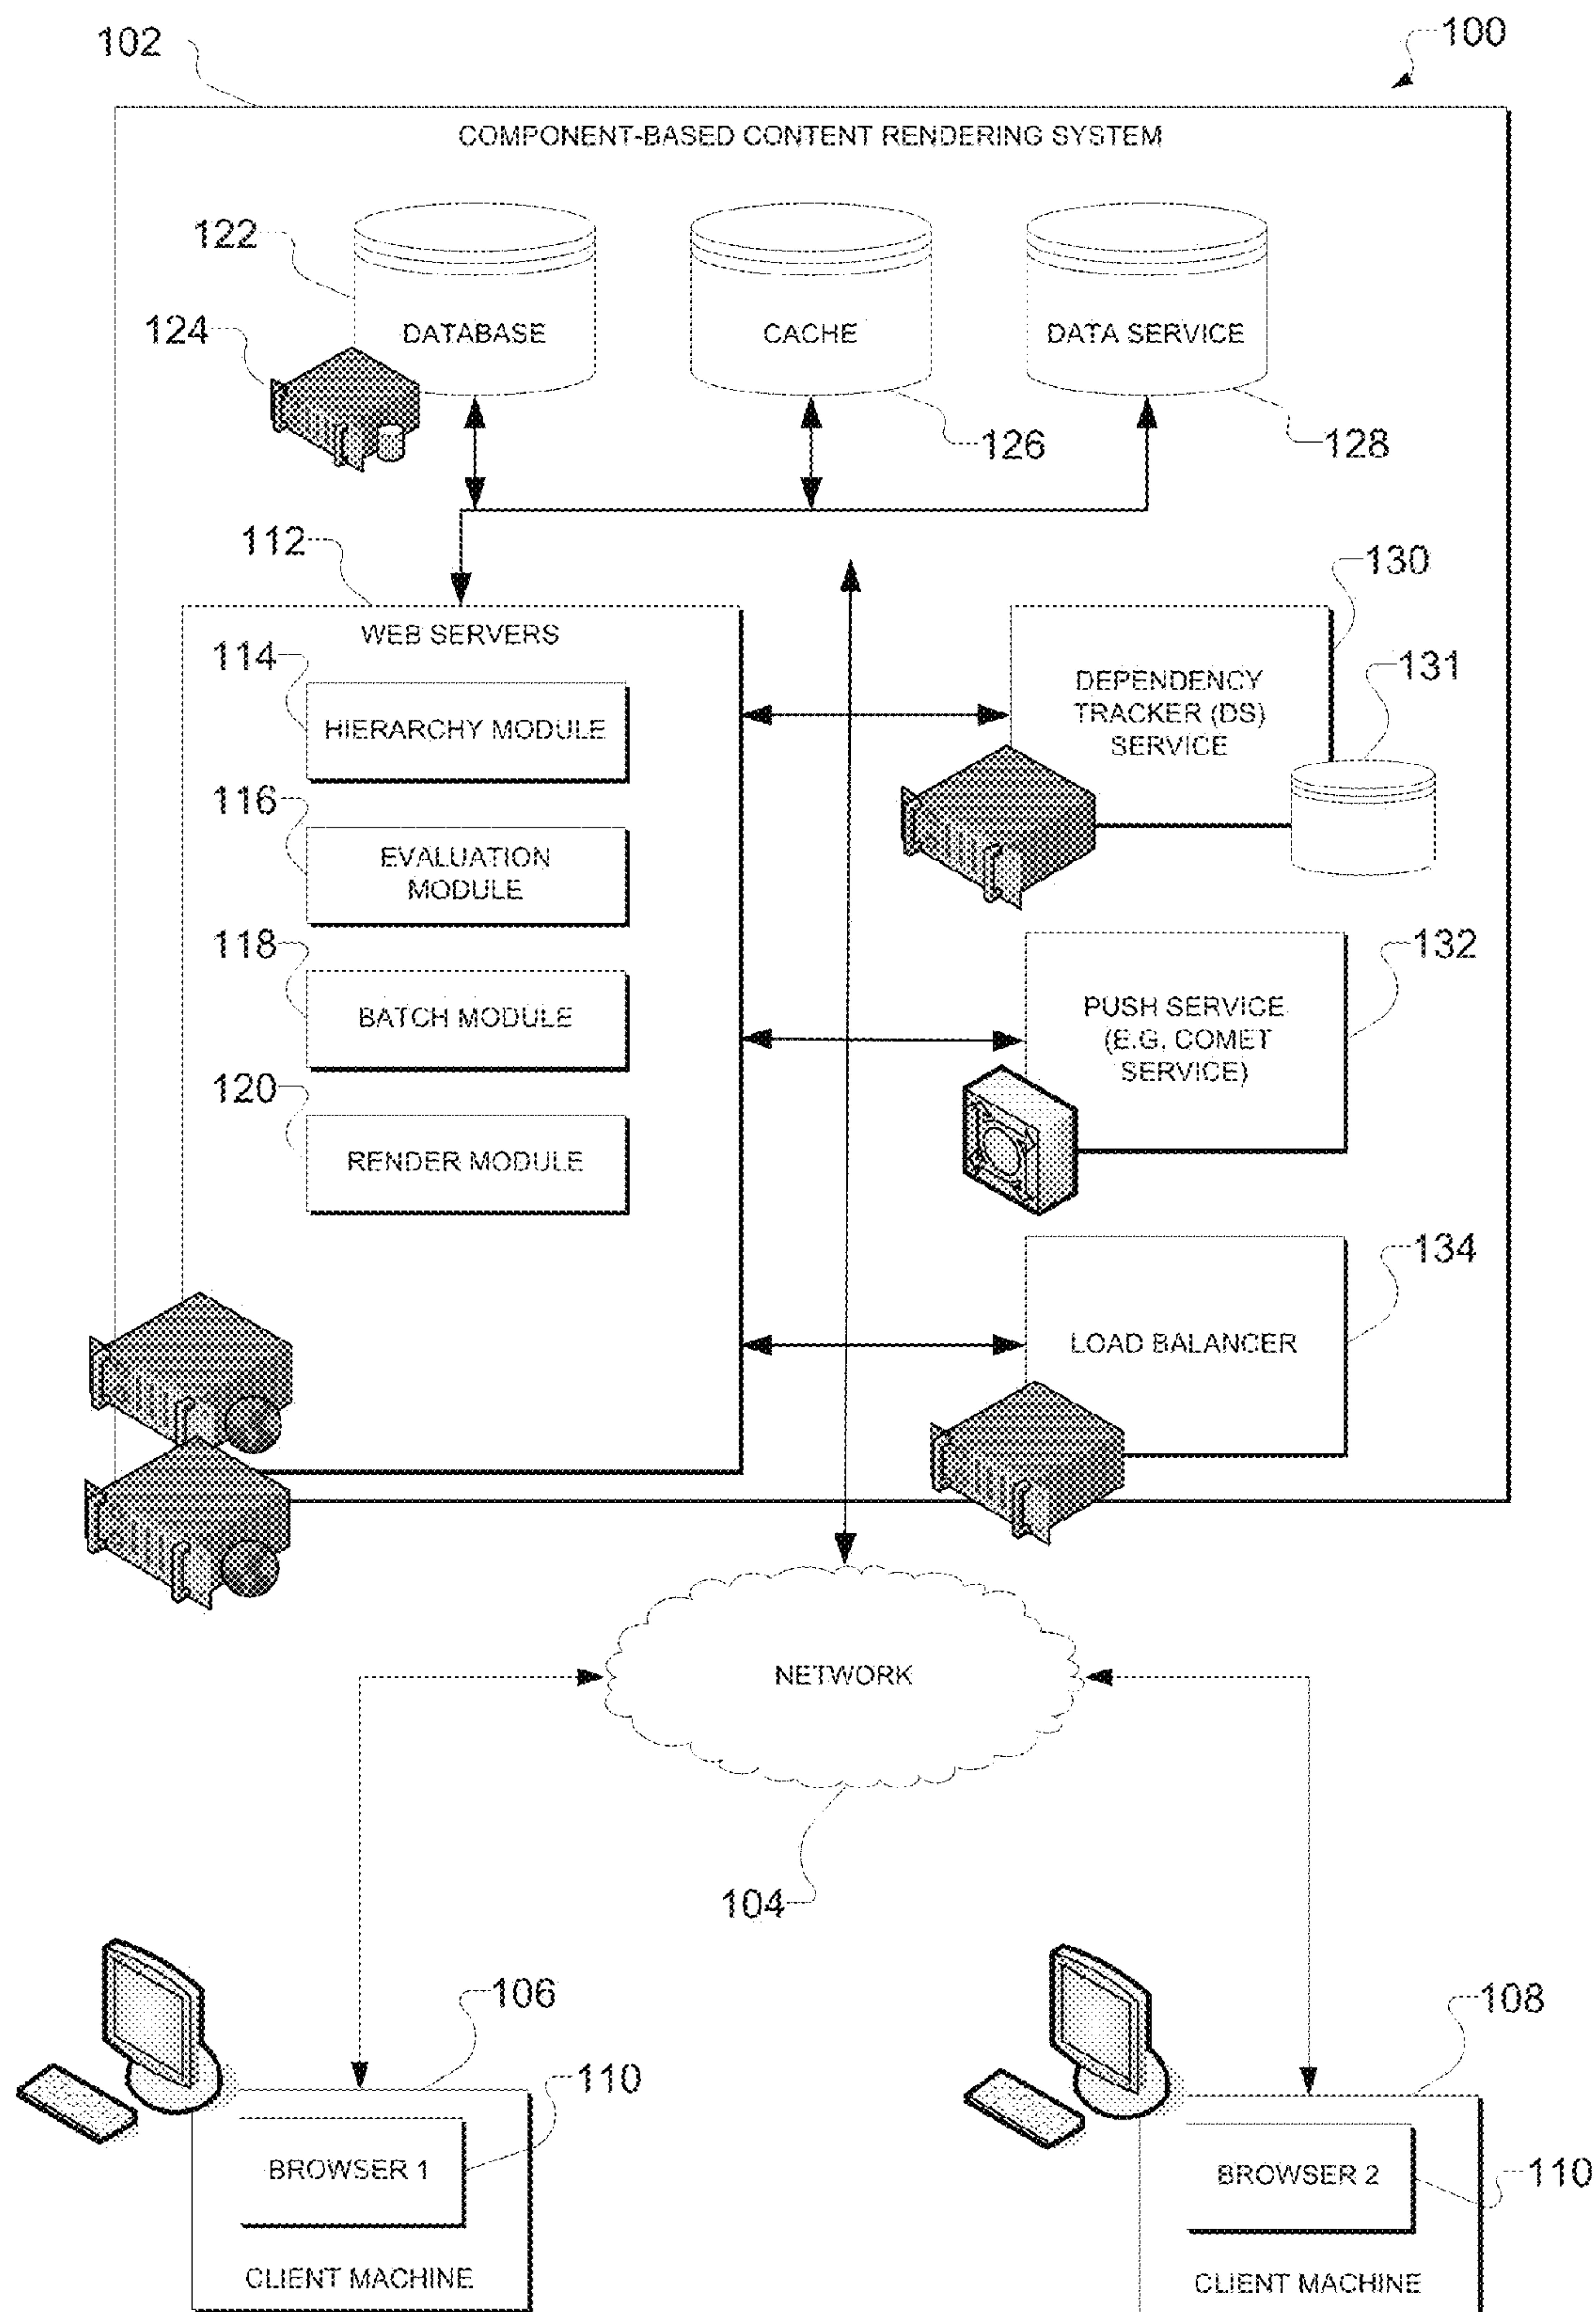 102
100
COMPONENT-BASED CONTENT RENDERING SYSTEM
122
124
DATABASE
CACHE
DATA SERVICE
126
128
112
130
WEB SERVERS
114
HIERARCHY MODULE
DEPENDENCY
TRACKER (DS)
SERVICE
131
116
EVALUATION
MODULE
118
BATCH MODULE
132
PUSH SERVICE
(E.G. COMET
SERVICE)
120
RENDER MODULE
134
LOAD BALANCER
NETWORK
104
106
110
BROWSER 1
CLIENT MACHINE
108
110
BROWSER 2
CLIENT MACHINE